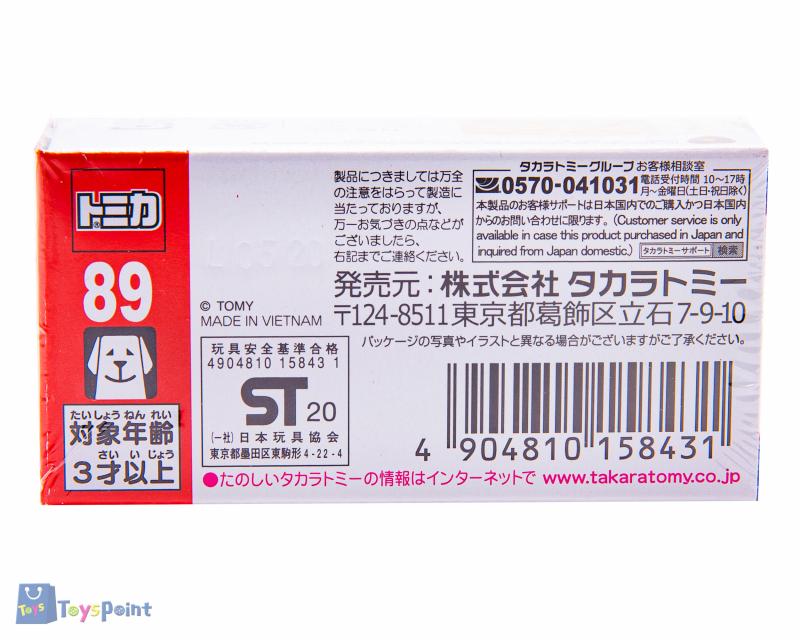 トミカ
®
89
たい しょう ねん れい
対象年齢
さい い じょう
3才以上
© TOMY
MADE IN VIETNAM
玩具安全基準合格
4904810 15843 1
ST 20
(一社)日本玩具協会
東京都墨田区東駒形4-22-4
製品につきましては万全
の注意をはらって製造に
当たっておりますが、
万一お気づきの点などが
ございましたら、
右記までご連絡ください。
タカラトミーグループ お客様相談室
0570-041031 電話受付時間 10~17時
月~金曜日(土日・祝日除く)
本製品のお客様サポートは日本国内でのご購入かつ日本国内
からのお問い合わせに限ります。(Customer service is only
available in case this product purchased in Japan and
inquired from Japan domestic.) タカラトミーサポート 検索
発売元:株式会社 タカラトミー
〒124-8511東京都葛飾区立石7-9-10
パッケージの写真やイラストと異なる場合がございますがご了承ください。
4 904810 158431
●たのしいタカラトミーの情報はインターネットで www.takaratomy.co.jp
Toys ToysPoint